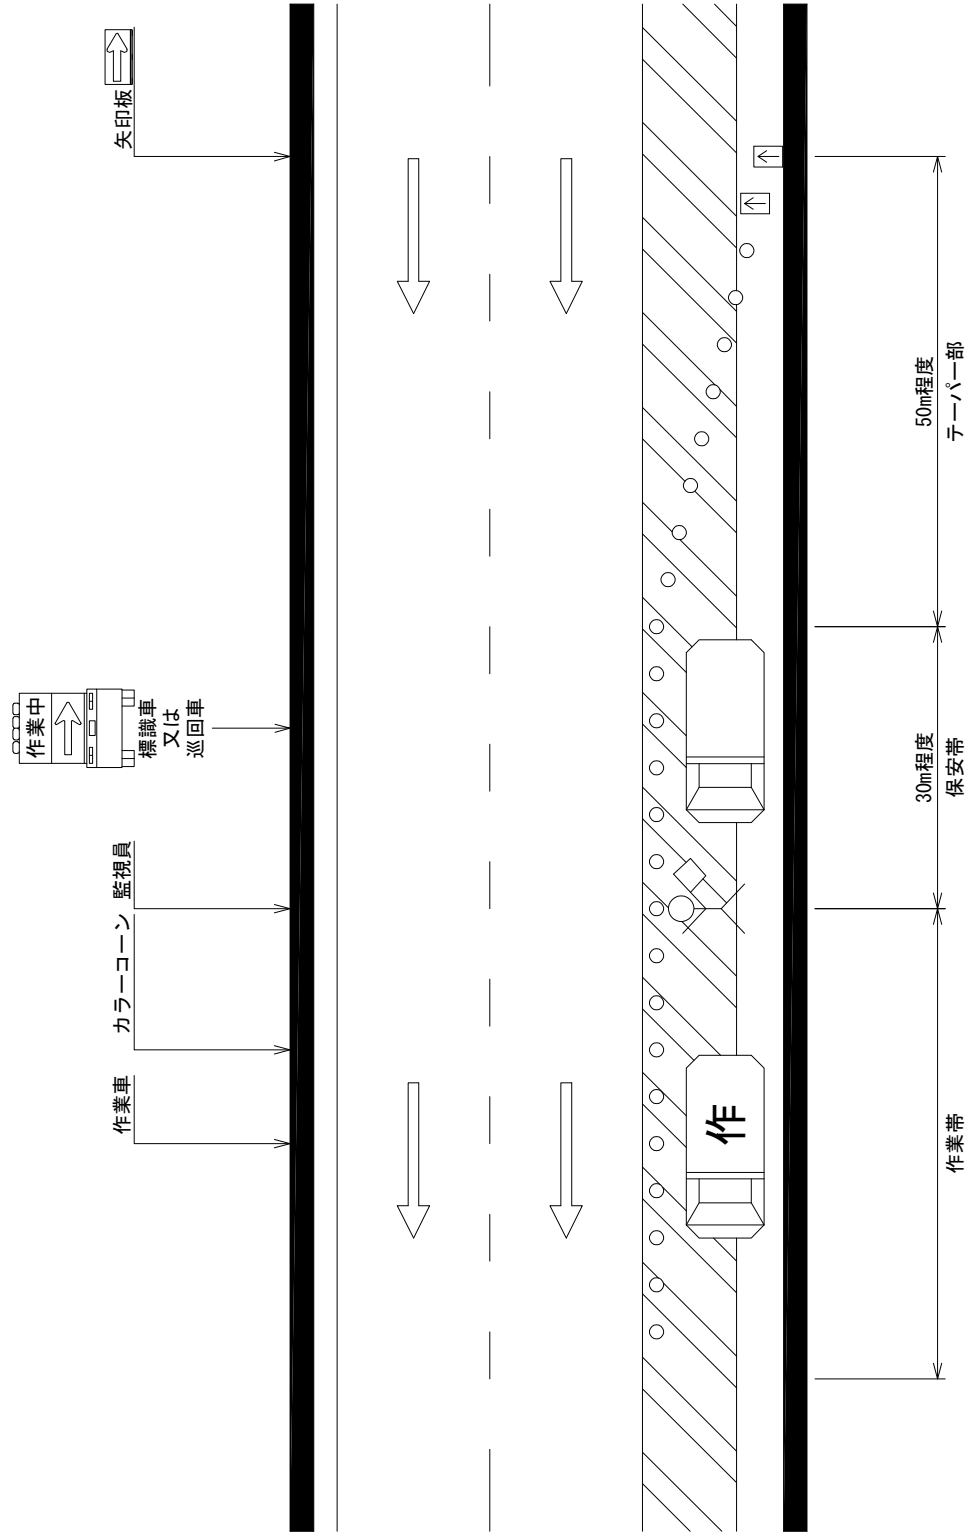 作業車
カラーコーン
監視員
作業中
標識車
又は
巡回車
矢印板
作
作業帯
30m程度
保安帯
50m程度
テーパー部